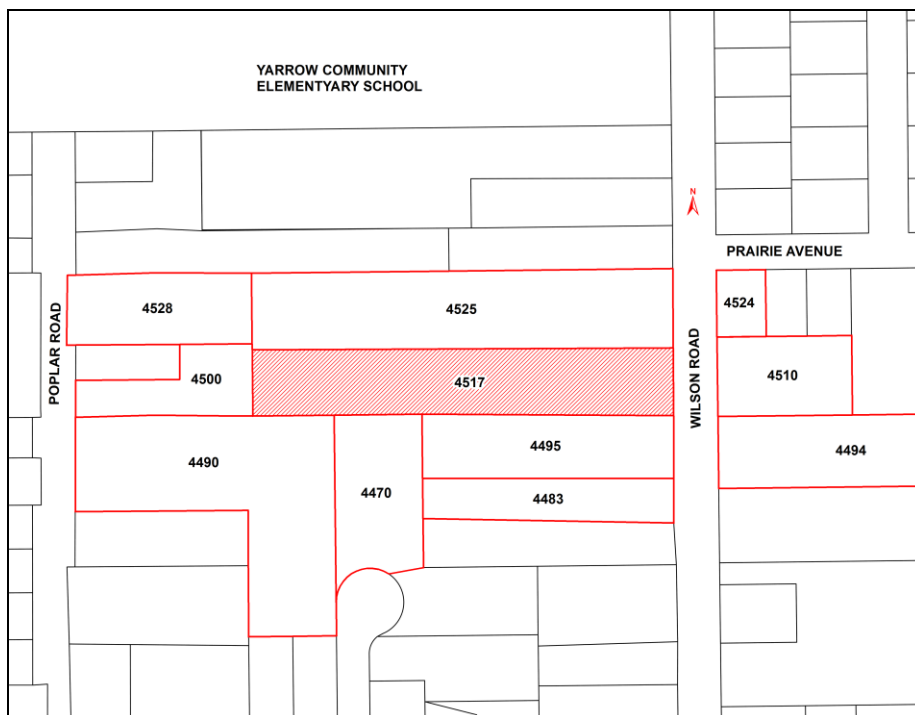 YARROW COMMUNITY
ELEMENTYARY SCHOOL
N
PRAIRIE AVENUE
4528
4525
4524
POPLAR ROAD
4500
4517
4510
WILSON ROAD
4490
4495
4494
4470
4483